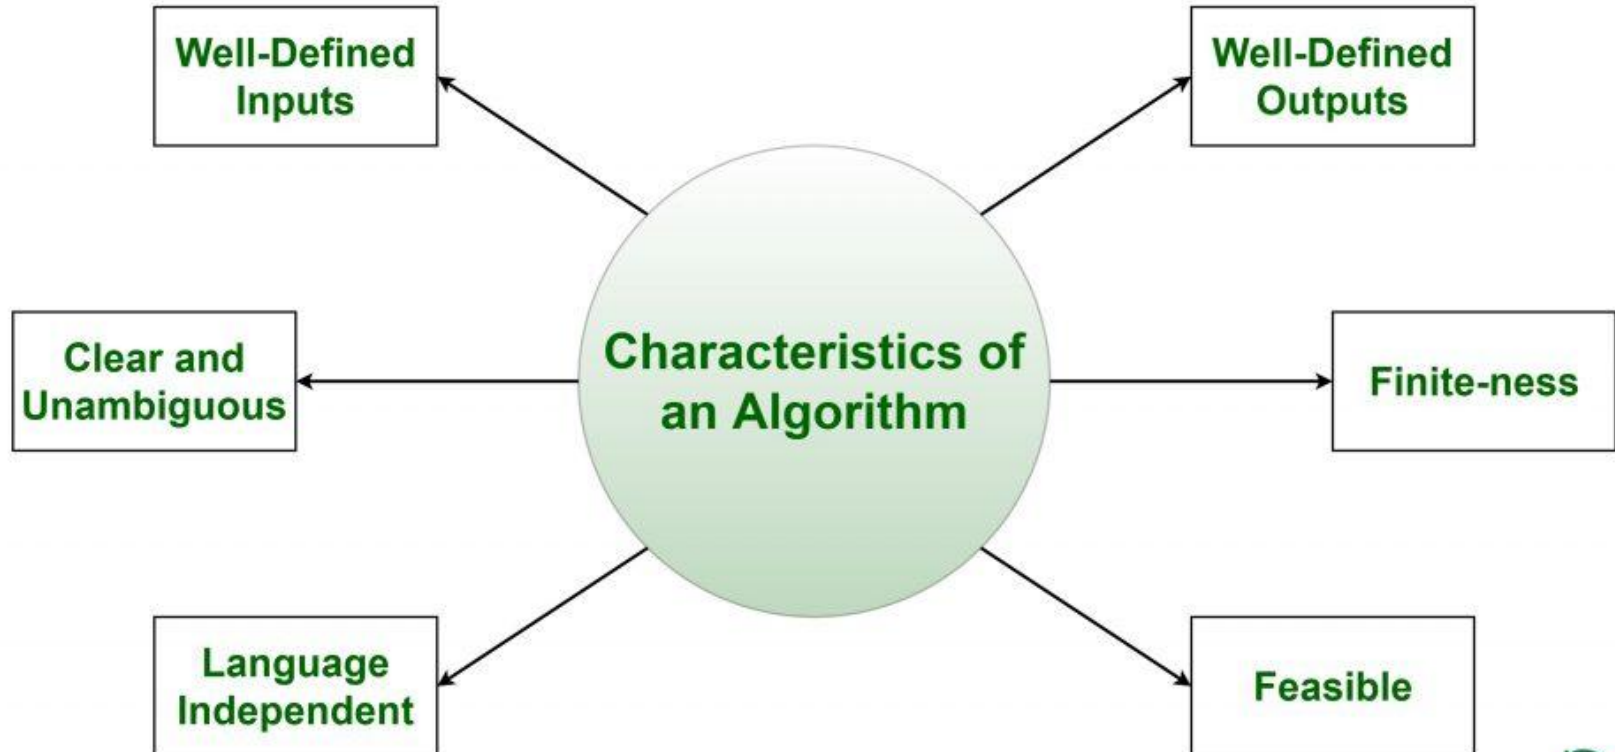 Well-Defined
Inputs
Well-Defined
Outputs
Clear and
Unambiguous
Characteristics of
an Algorithm
Finite-ness
Language
Independent
Feasible